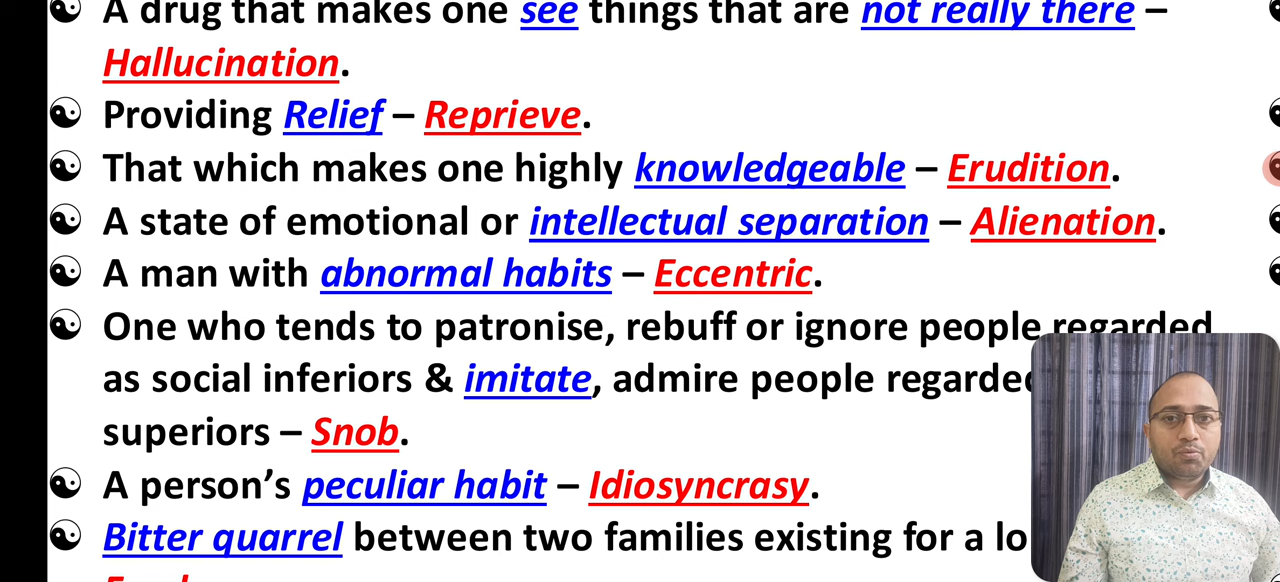 ☯ A drug that makes one see things that are not really there –
Hallucination.
☯ Providing Relief – Reprieve.
☯ That which makes one highly knowledgeable – Erudition.
☯ A state of emotional or intellectual separation – Alienation.
☯ A man with abnormal habits – Eccentric.
☯ One who tends to patronise, rebuff or ignore people regarded
as social inferiors & imitate, admire people regarded
superiors – Snob.
☯ A person’s peculiar habit – Idiosyncrasy.
☯ Bitter quarrel between two families existing for a